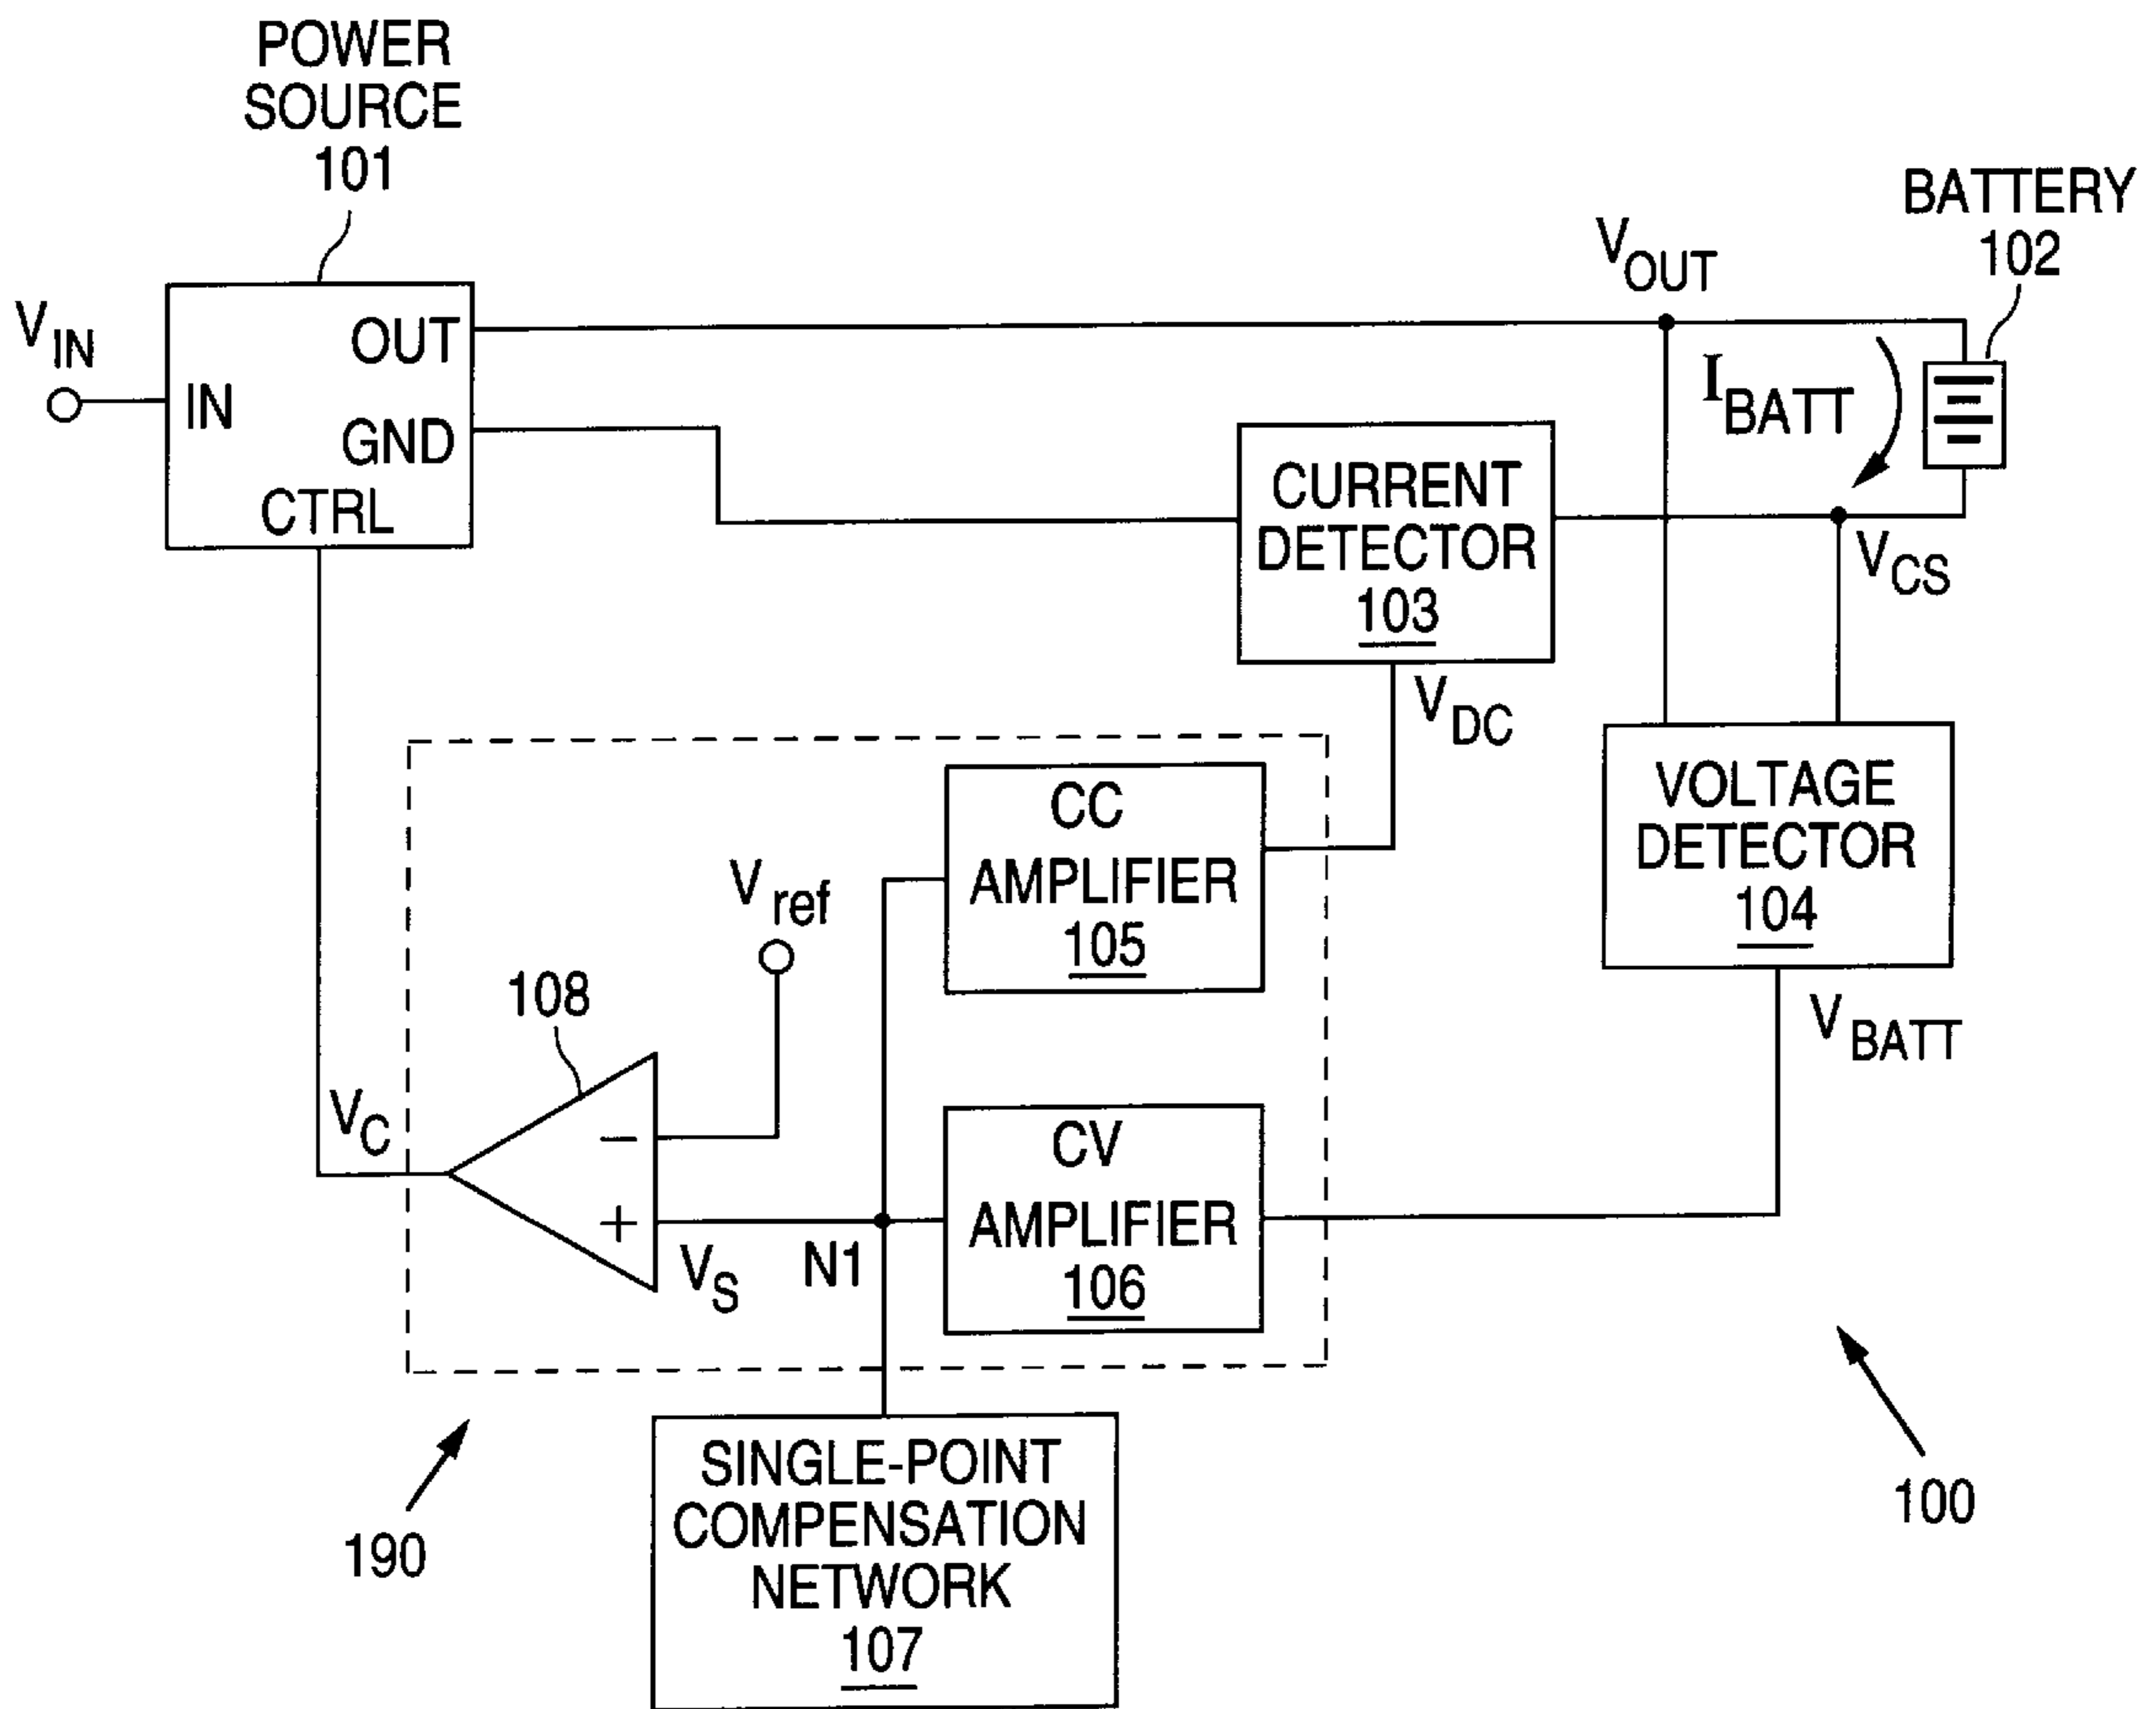 POWER
SOURCE
101
BATTERY
102
VOUT
VIN
OUT
IN
GND
CTRL
IBATT
CURRENT
DETECTOR
103
VCS
VDC
VOLTAGE
DETECTOR
104
CC
AMPLIFIER
105
Vref
108
VBATT
VC
−
+
CV
AMPLIFIER
106
VS
N1
SINGLE-POINT
COMPENSATION
NETWORK
107
190
100